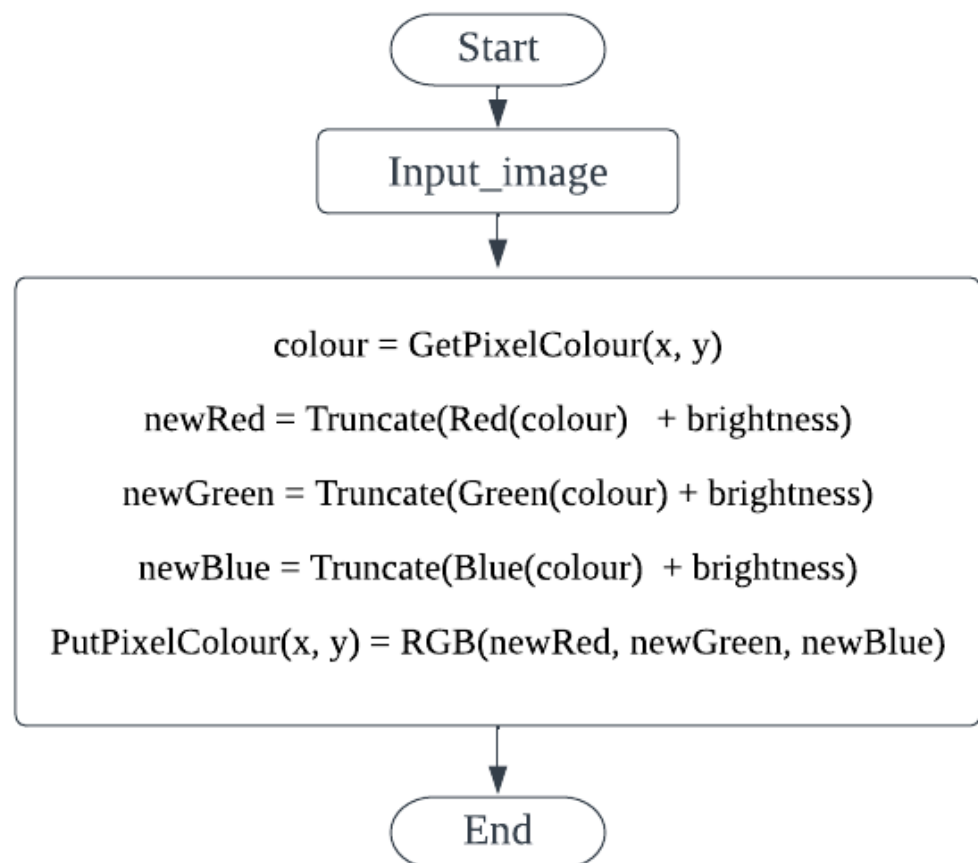 Start
Input_image
colour = GetPixelColour(x, y)
newRed = Truncate(Red(colour)   + brightness)
newGreen = Truncate(Green(colour) + brightness)
newBlue = Truncate(Blue(colour)  + brightness)
PutPixelColour(x, y) = RGB(newRed, newGreen, newBlue)
End